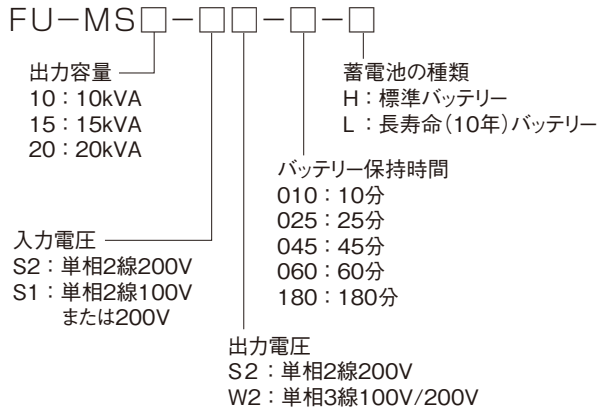 FU-MS□-□□-□-□
出力容量
10：10kVA
15：15kVA
20：20kVA
蓄電池の種類
H：標準バッテリー
L：長寿命（10年）バッテリー
バッテリー保持時間
010：10分
025：25分
045：45分
060：60分
180：180分
入力電圧
S2：単相2線200V
S1：単相2線100V
または200V
出力電圧
S2：単相2線200V
W2：単相3線100V/200V